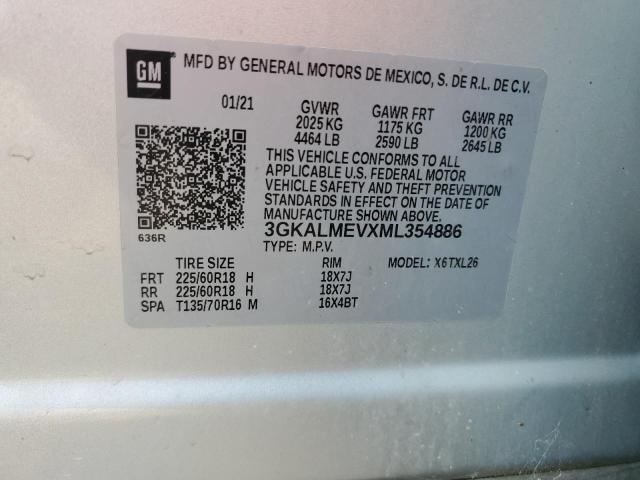 GM
MFD BY GENERAL MOTORS DE MEXICO, S. DE R.L. DE C.V.
01/21 GVWR GAWR FRT GAWR RR
2025 KG 1175 KG 1200 KG
4464 LB 2590 LB 2645 LB
THIS VEHICLE CONFORMS TO ALL
APPLICABLE U.S. FEDERAL MOTOR
VEHICLE SAFETY AND THEFT PREVENTION
STANDARDS IN EFFECT ON THE DATE OF
MANUFACTURE SHOWN ABOVE.
636R 3GKALMEVXML354886
TYPE: M.P.V.
TIRE SIZE RIM MODEL: X6TXL26
FRT 225/60R18 H 18X7J
RR 225/60R18 H 18X7J
SPA T135/70R16 M 16X4BT